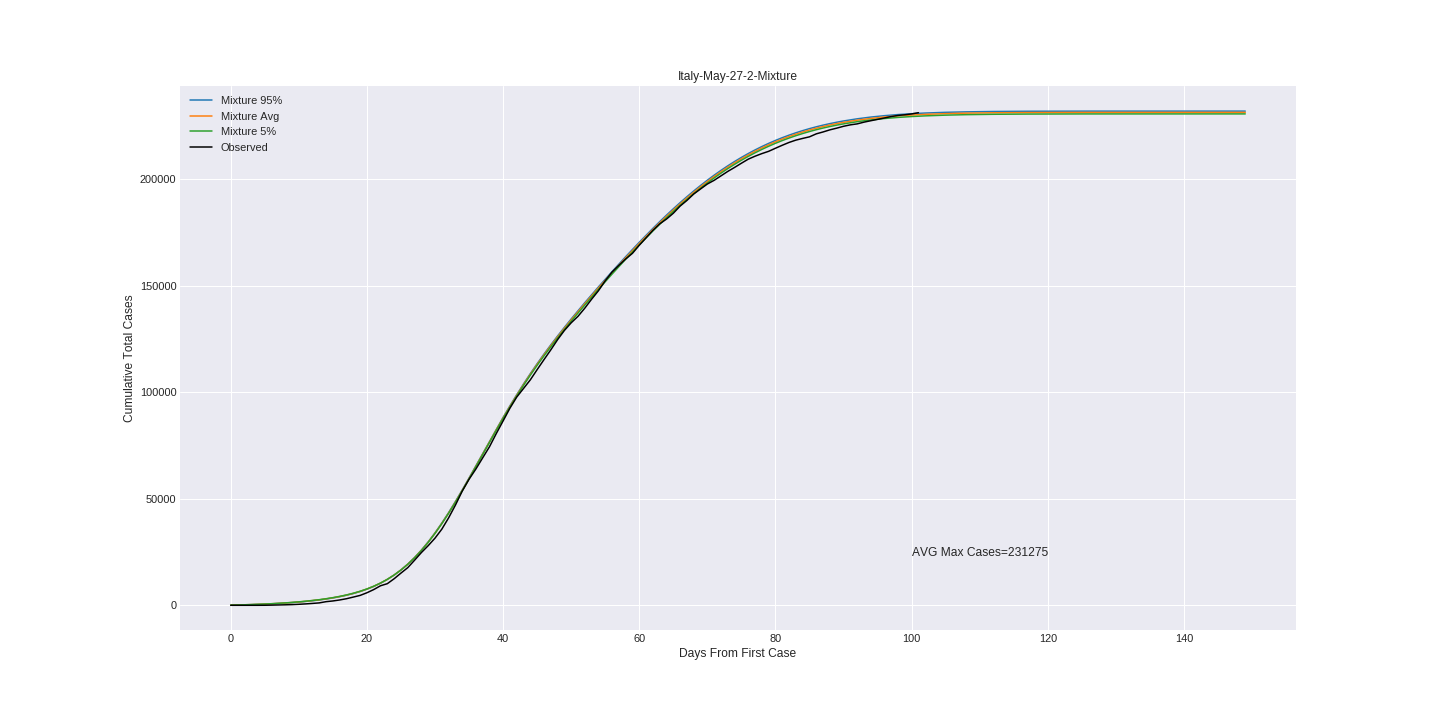 Italy-May-27-2-Mixture
Mixture 95%
Mixture Avg
Mixture 5%
Observed
Cumulative Total Cases
200000
150000
100000
50000
0
AVG Max Cases=231275
0 20 40 60 80 100 120 140
Days From First Case